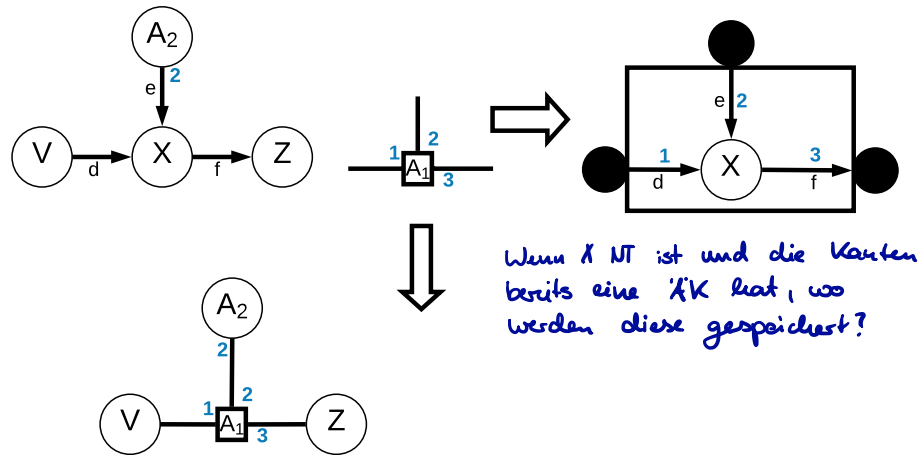 A₂
e 2
V d X f Z
1 2
A₁
3
e 2
1 3
X
d f
Wenn X NT ist und die Kanten
bereits eine ÄK hat, wo
werden diese gespeichert?
A₂
2
1 2
V A₁ Z
3